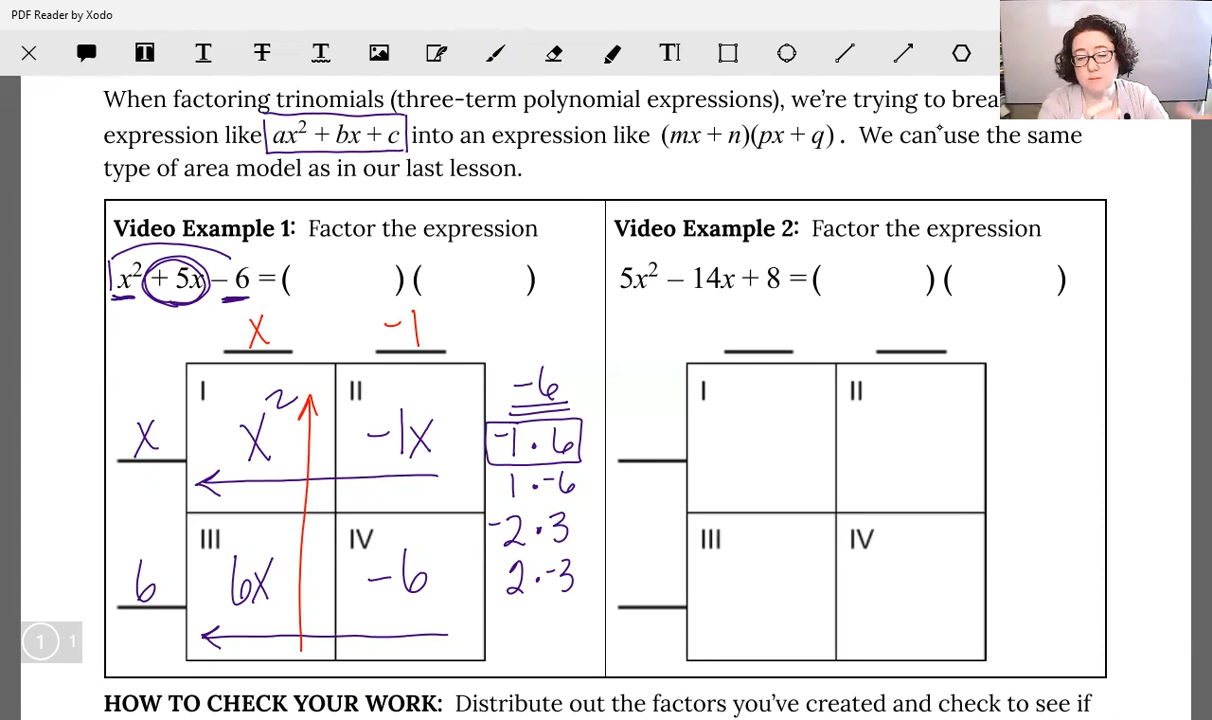 PDF Reader by Xodo
When factoring trinomials (three-term polynomial expressions), we're trying to brea
expression like ax² + bx + c into an expression like (mx + n)(px + q). We can use the same
type of area model as in our last lesson.
Video Example 1: Factor the expression
1x² + 5x - 6 = ( )( )
x -1
I II
x x² -1x
III IV
6 6x -6
-6
-1 · 6
1 · -6
-2 · 3
2 · -3
Video Example 2: Factor the expression
5x² - 14x + 8 = ( )( )
I II
III IV
1 1
HOW TO CHECK YOUR WORK: Distribute out the factors you've created and check to see if